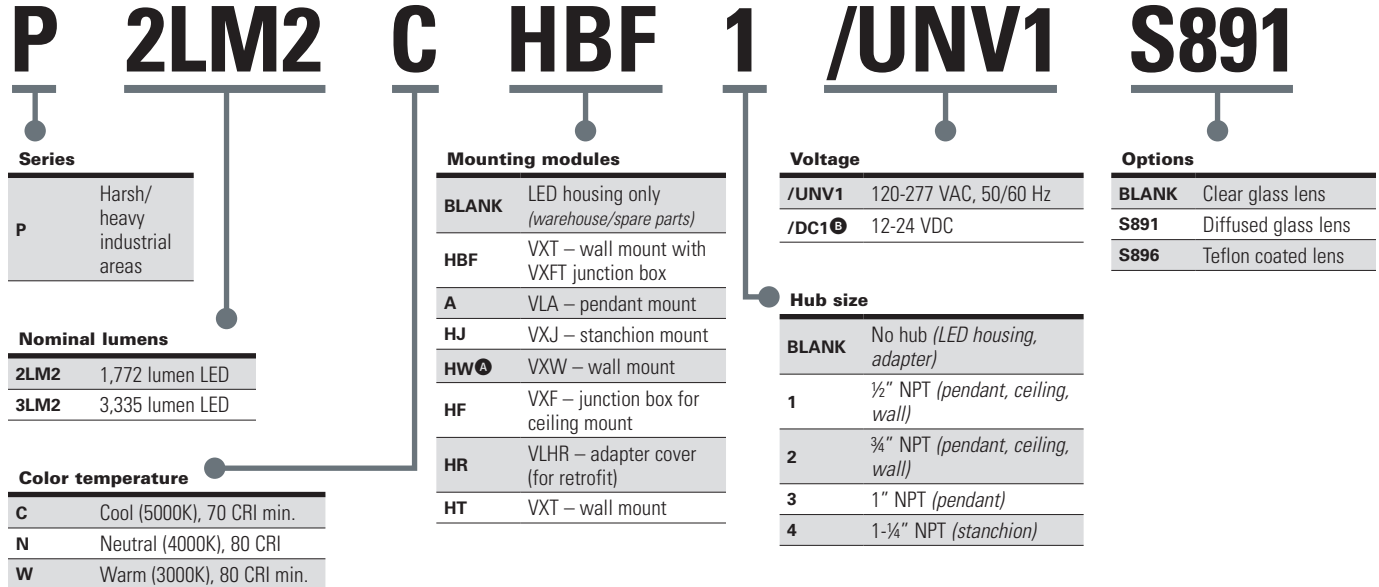 P 2LM2 C HBF 1 /UNV1 S891
Series
P Harsh/
heavy
industrial
areas
Nominal lumens
2LM2 1,772 lumen LED
3LM2 3,335 lumen LED
Color temperature
C Cool (5000K), 70 CRI min.
N Neutral (4000K), 80 CRI
W Warm (3000K), 80 CRI min.
Mounting modules
BLANK LED housing only
(warehouse/spare parts)
HBF VXT – wall mount with
VXFT junction box
A VLA – pendant mount
HJ VXJ – stanchion mount
HWⒶ VXW – wall mount
HF VXF – junction box for
ceiling mount
HR VLHR – adapter cover
(for retrofit)
HT VXT – wall mount
Voltage
/UNV1 120-277 VAC, 50/60 Hz
/DC1Ⓑ 12-24 VDC
Hub size
BLANK No hub (LED housing,
adapter)
1 ½” NPT (pendant, ceiling,
wall)
2 ¾” NPT (pendant, ceiling,
wall)
3 1” NPT (pendant)
4 1-¼” NPT (stanchion)
Options
BLANK Clear glass lens
S891 Diffused glass lens
S896 Teflon coated lens